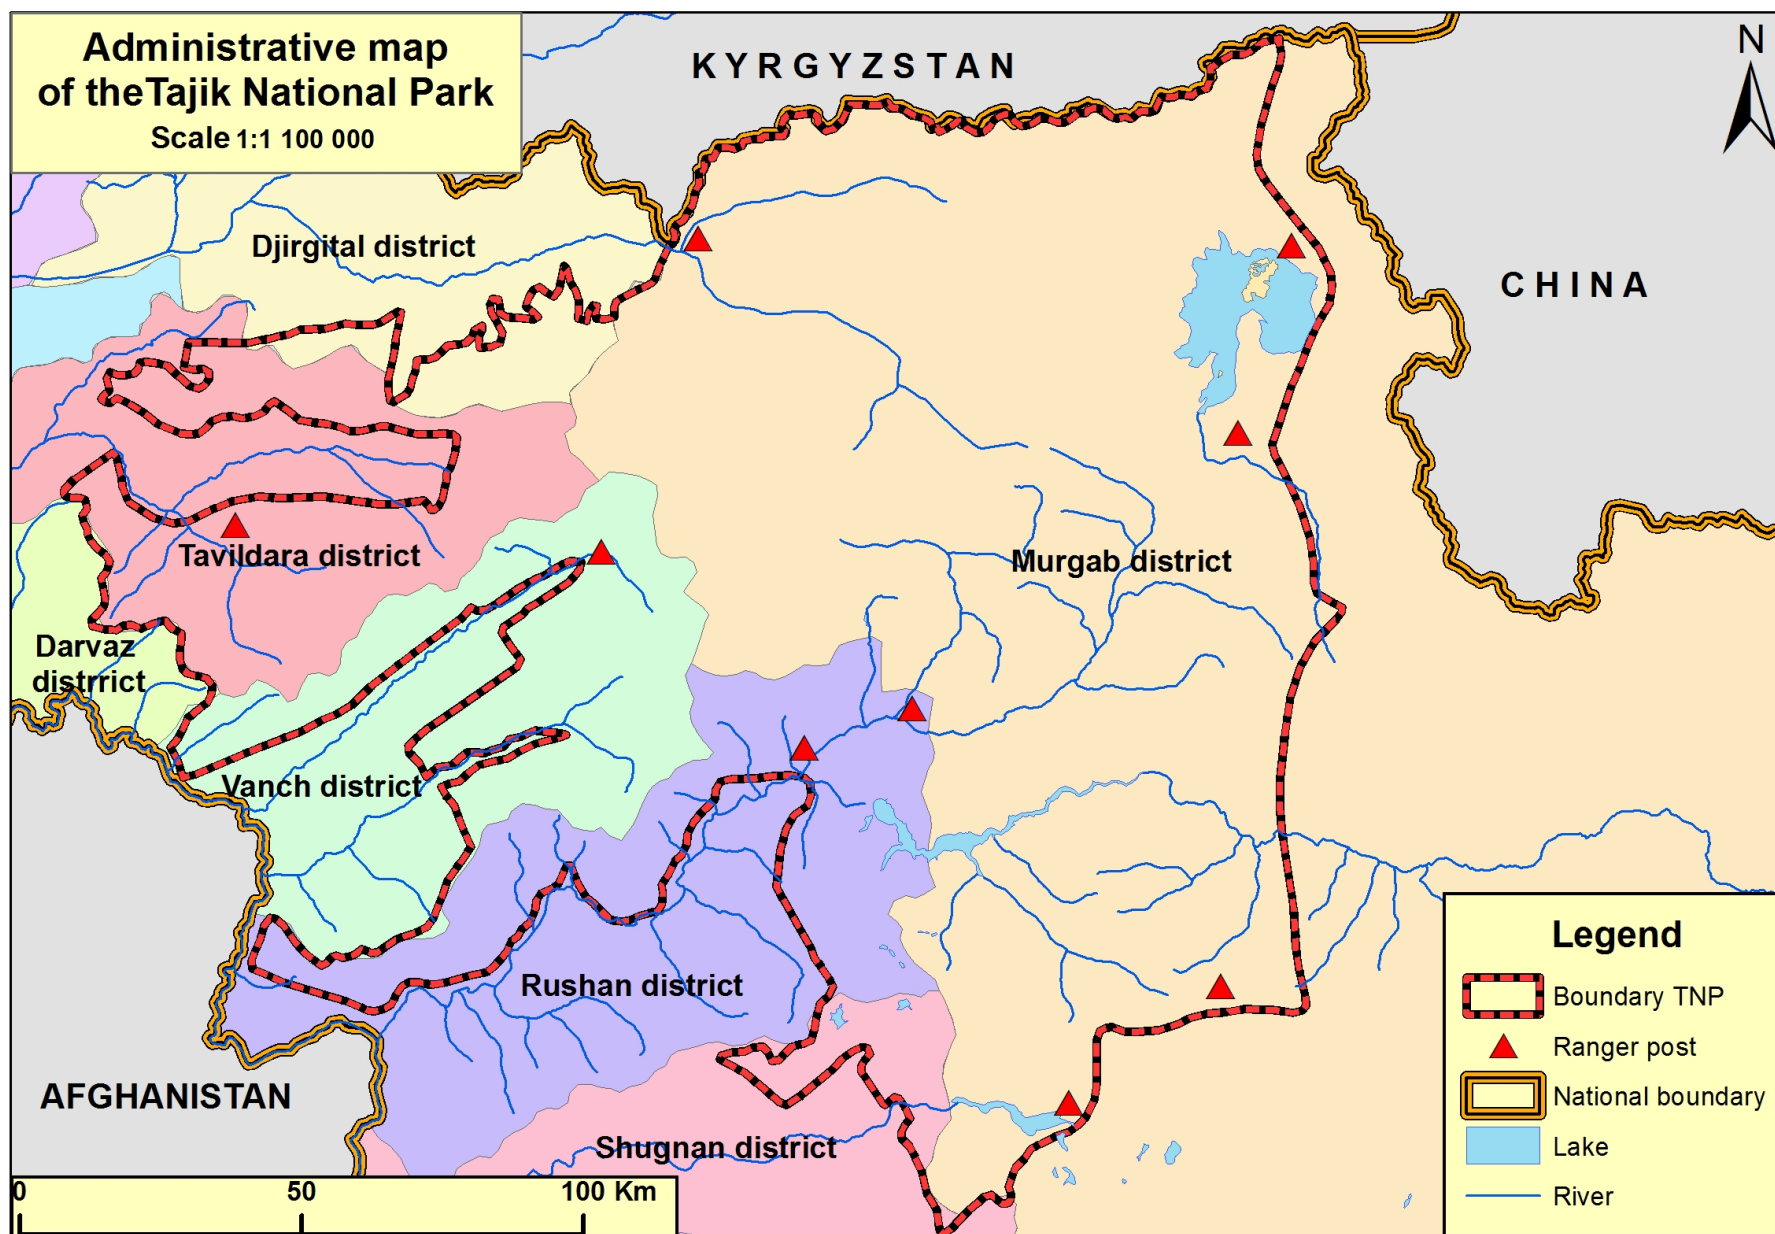 Administrative map
of theTajik National Park
Scale 1:1 100 000
KYRGYZSTAN
N
Djirgital district
CHINA
Tavildara district
Murgab district
Darvaz
distrrict
Vanch district
Rushan district
AFGHANISTAN
Shugnan district
0 50 100 Km
Legend
Boundary TNP
Ranger post
National boundary
Lake
River